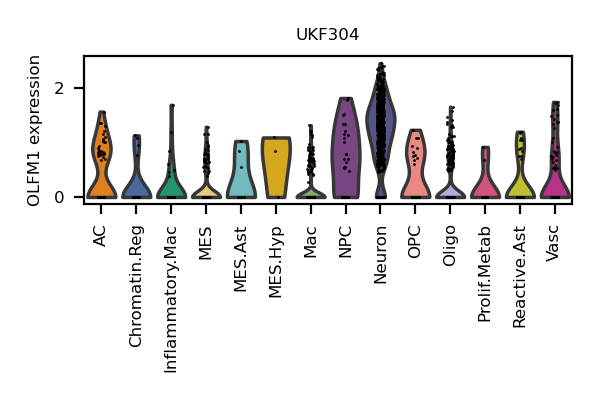 UKF304
OLFM1 expression
2
0
AC
Chromatin.Reg
Inflammatory.Mac
MES
MES.Ast
MES.Hyp
Mac
NPC
Neuron
OPC
Oligo
Prolif.Metab
Reactive.Ast
Vasc